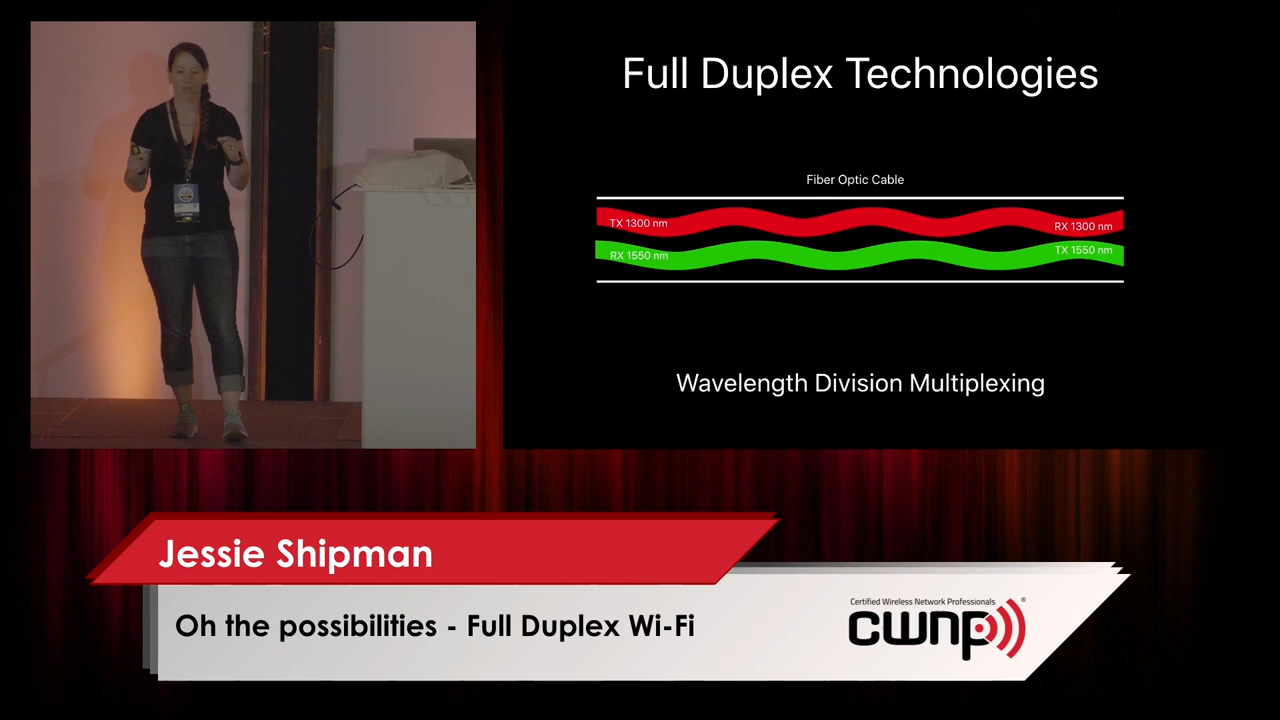 Full Duplex Technologies
Fiber Optic Cable
TX 1300 nm
RX 1300 nm
RX 1550 nm
TX 1550 nm
Wavelength Division Multiplexing
Jessie Shipman
Oh the possibilities - Full Duplex Wi-Fi
Certified Wireless Network Professionals
cwnp
®